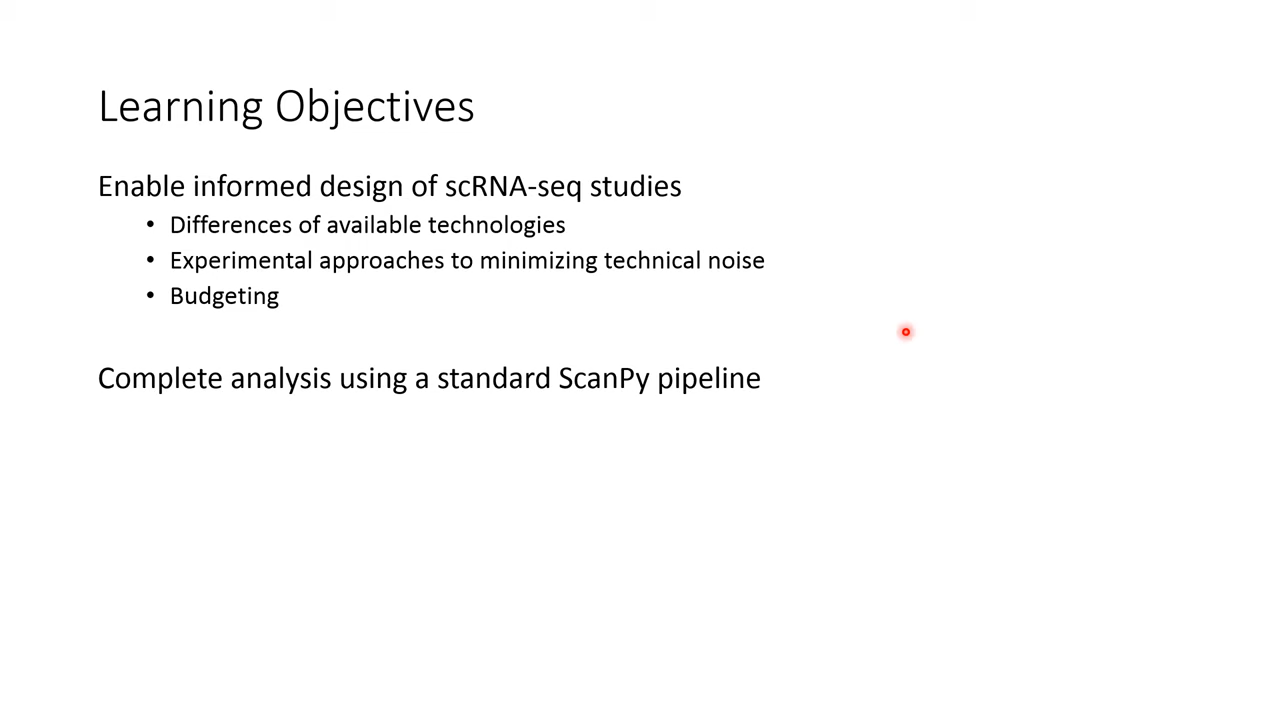 Learning Objectives
Enable informed design of scRNA-seq studies
• Differences of available technologies
• Experimental approaches to minimizing technical noise
• Budgeting
Complete analysis using a standard ScanPy pipeline